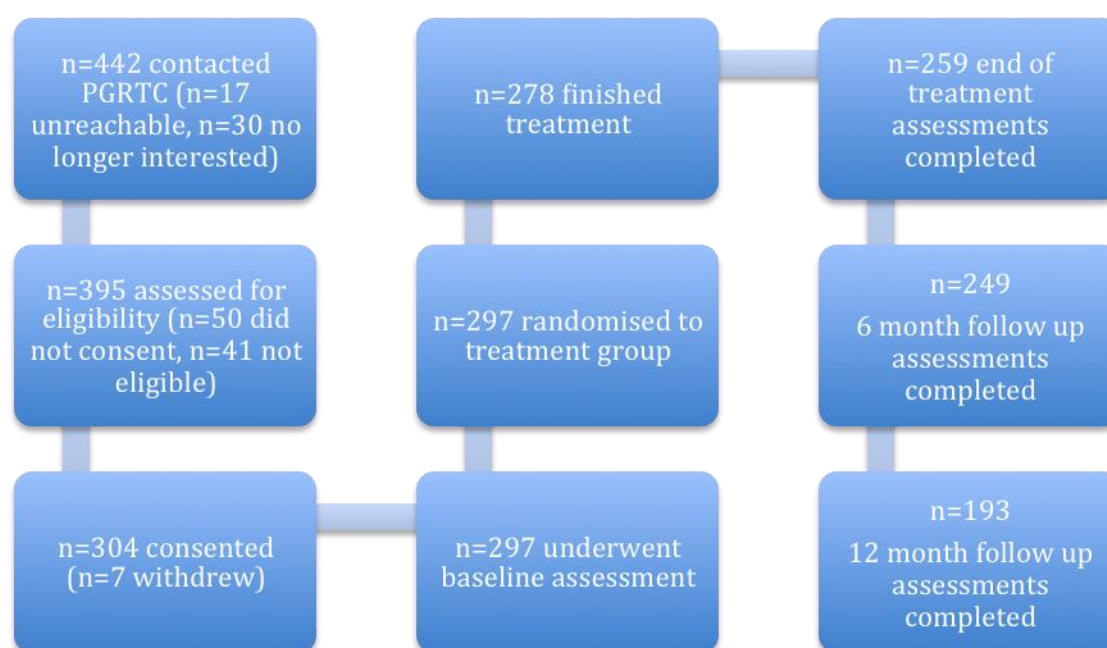 n=442 contacted
PGRTC (n=17
unreachable, n=30 no
longer interested)
n=395 assessed for
eligibility (n=50 did
not consent, n=41 not
eligible)
n=304 consented
(n=7 withdrew)
n=297 underwent
baseline assessment
n=297 randomised to
treatment group
n=278 finished
treatment
n=259 end of
treatment
assessments
completed
n=249
6 month follow up
assessments
completed
n=193
12 month follow up
assessments
completed